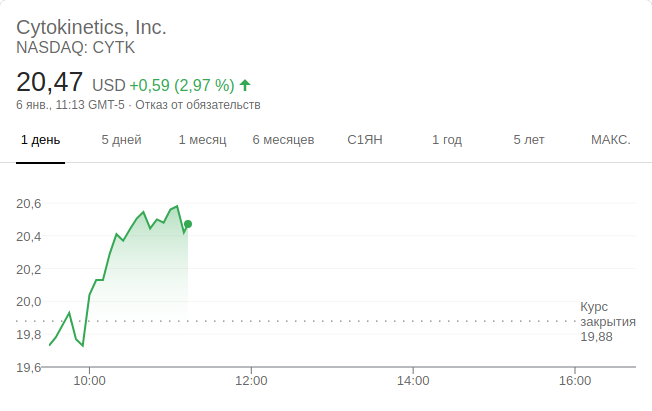 Cytokinetics, Inc.
NASDAQ: CYTK
20,47 USD +0,59 (2,97 %)
6 янв., 11:13 GMT-5 · Отказ от обязательств
1 день 5 дней 1 месяц 6 месяцев С1ЯН 1 год 5 лет МАКС.
20,6
20,4
20,2
20,0
Курс
закрытия
19,88
19,8
19,6
10:00 12:00 14:00 16:00